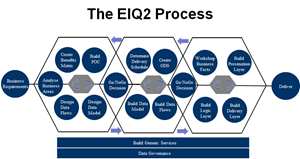 The EIQ2 Process
Business
Requirements
Analyze
Business
Areas
Create
Benefits
Metrix
Build
POC
Design
Data
Flows
Design
Data
Model
Go/NoGo
Decision
Determine
Delivery
Schedule
Create
ODS
Build Data
Model
Build Data
Flows
Go/NoGo
Decision
Workshop
Business
Facts
Build
Presentation
Layer
Build
Logic
Layer
Build
Delivery
Layer
Deliver
Build Generic Services
Data Governance